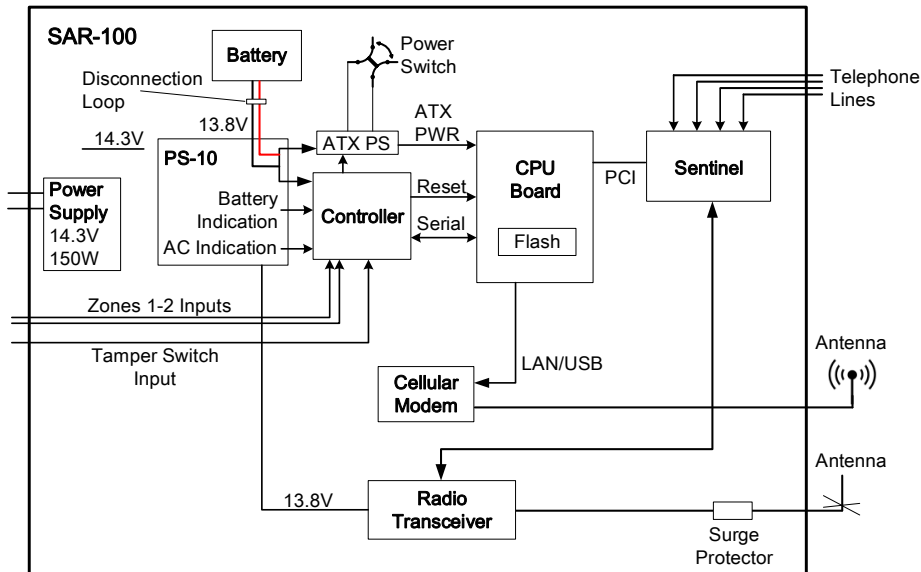 SAR-100
Battery
Power
Switch
Disconnection
Loop
Telephone
Lines
13.8V
ATX
PWR
14.3V
ATX PS
PS-10
CPU
Board
PCI
Sentinel
Power
Supply
14.3V
150W
Battery
Indication
Controller
Reset
Serial
Flash
AC Indication
Zones 1-2 Inputs
Tamper Switch
Input
LAN/USB
Antenna
Cellular
Modem
Antenna
13.8V
Radio
Transceiver
Surge
Protector